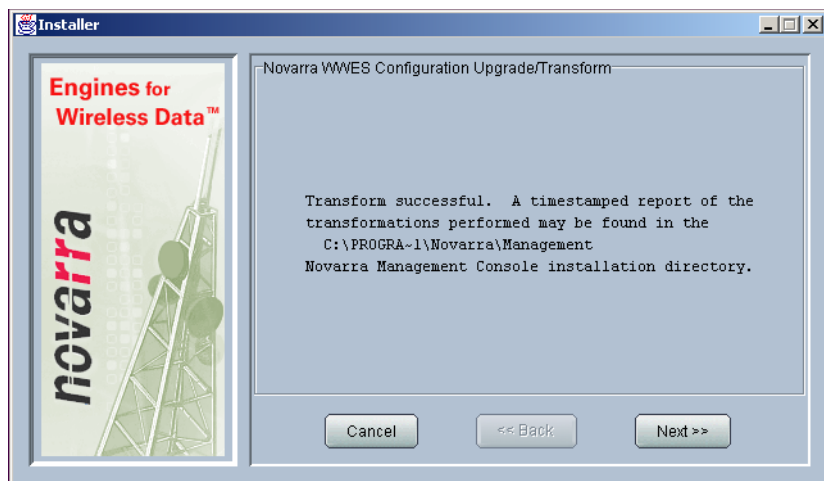 Installer
Engines for
Wireless Data™
novarra
Novarra WWES Configuration Upgrade/Transform
Transform successful.  A timestamped report of the
transformations performed may be found in the
C:\PROGRA~1\Novarra\Management
Novarra Management Console installation directory.
Cancel
<< Back
Next >>